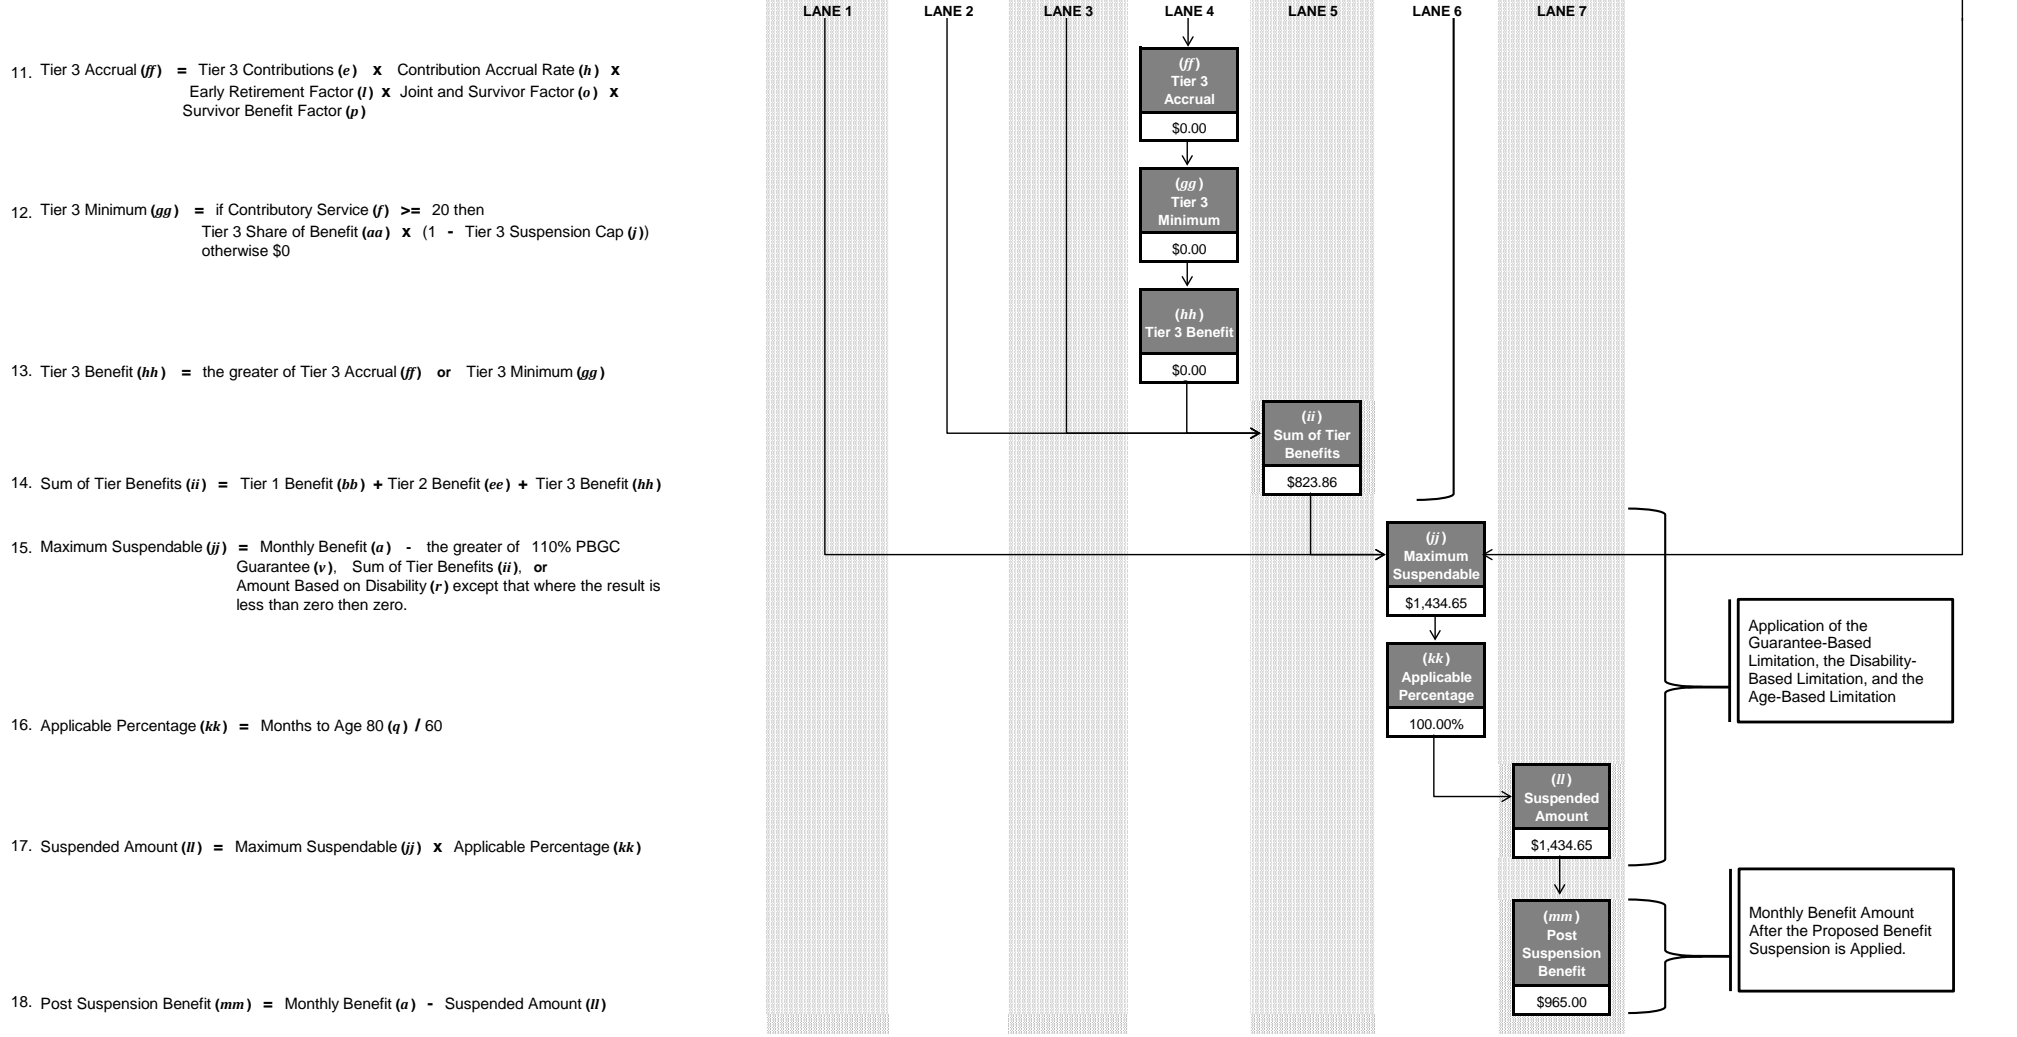 LANE 1 LANE 2 LANE 3 LANE 4 LANE 5 LANE 6 LANE 7
11. Tier 3 Accrual (ff) = Tier 3 Contributions (e) x Contribution Accrual Rate (h) x
Early Retirement Factor (l) x Joint and Survivor Factor (o) x
Survivor Benefit Factor (p)
(ff)
Tier 3
Accrual
$0.00
12. Tier 3 Minimum (gg) = if Contributory Service (f) >= 20 then
Tier 3 Share of Benefit (aa) x (1 - Tier 3 Suspension Cap (j))
otherwise $0
(gg)
Tier 3
Minimum
$0.00
13. Tier 3 Benefit (hh) = the greater of Tier 3 Accrual (ff) or Tier 3 Minimum (gg)
(hh)
Tier 3 Benefit
$0.00
14. Sum of Tier Benefits (ii) = Tier 1 Benefit (bb) + Tier 2 Benefit (ee) + Tier 3 Benefit (hh)
(ii)
Sum of Tier
Benefits
$823.86
15. Maximum Suspendable (jj) = Monthly Benefit (a) - the greater of 110% PBGC
Guarantee (v), Sum of Tier Benefits (ii), or
Amount Based on Disability (r) except that where the result is
less than zero then zero.
(jj)
Maximum
Suspendable
$1,434.65
16. Applicable Percentage (kk) = Months to Age 80 (q) / 60
(kk)
Applicable
Percentage
100.00%
Application of the
Guarantee-Based
Limitation, the Disability-
Based Limitation, and the
Age-Based Limitation
17. Suspended Amount (ll) = Maximum Suspendable (jj) x Applicable Percentage (kk)
(ll)
Suspended
Amount
$1,434.65
18. Post Suspension Benefit (mm) = Monthly Benefit (a) - Suspended Amount (ll)
(mm)
Post
Suspension
Benefit
$965.00
Monthly Benefit Amount
After the Proposed Benefit
Suspension is Applied.